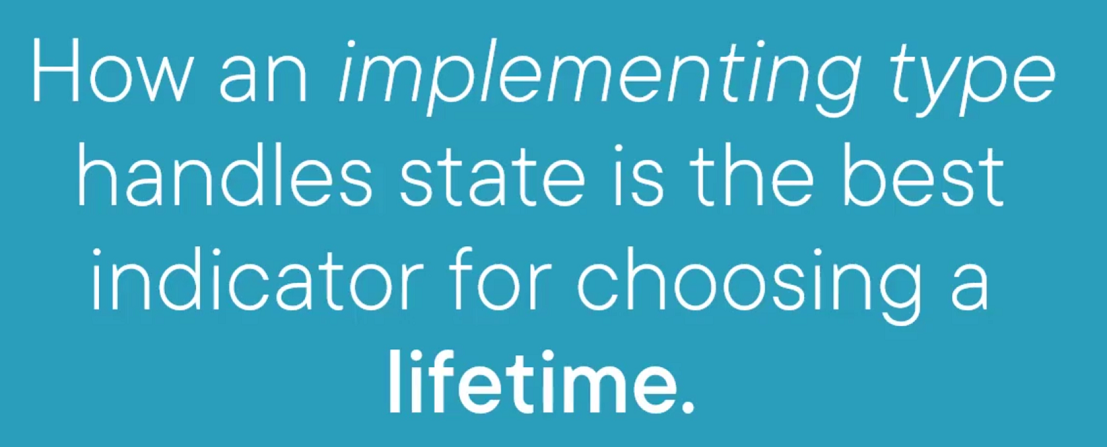 How an implementing type
handles state is the best
indicator for choosing a
lifetime.